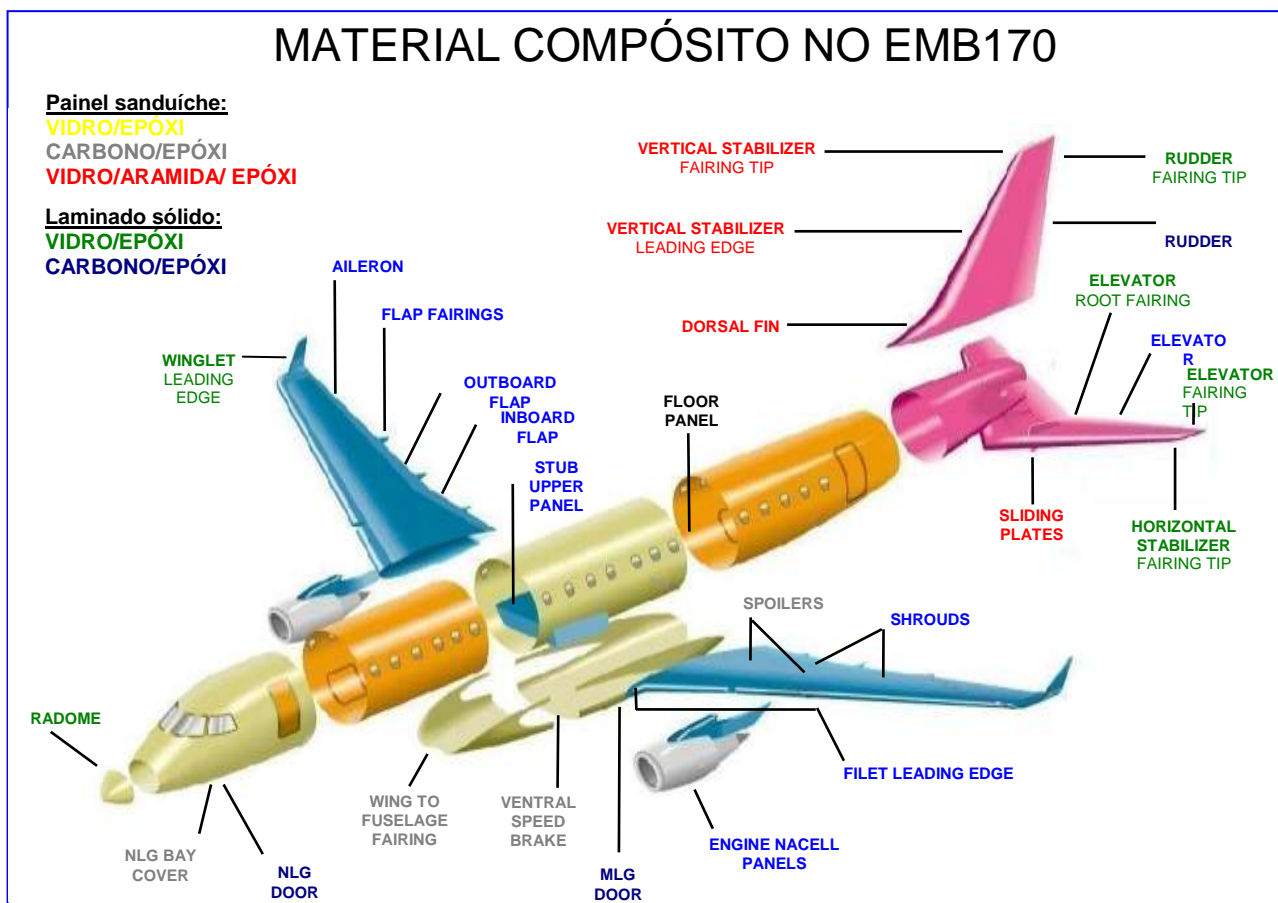 MATERIAL COMPÓSITO NO EMB170
Painel sanduíche:
VIDRO/EPÓXI
CARBONO/EPÓXI
VIDRO/ARAMIDA/ EPÓXI
Laminado sólido:
VIDRO/EPÓXI
CARBONO/EPÓXI
VERTICAL STABILIZER
FAIRING TIP
RUDDER
FAIRING TIP
VERTICAL STABILIZER
LEADING EDGE
RUDDER
AILERON
FLAP FAIRINGS
ELEVATOR
ROOT FAIRING
DORSAL FIN
ELEVATO
R
WINGLET
LEADING
EDGE
ELEVATOR
FAIRING
TIP
OUTBOARD
FLAP
INBOARD
FLAP
FLOOR
PANEL
STUB
UPPER
PANEL
SLIDING
PLATES
HORIZONTAL
STABILIZER
FAIRING TIP
SPOILERS
SHROUDS
RADOME
FILET LEADING EDGE
WING TO
FUSELAGE
FAIRING
VENTRAL
SPEED
BRAKE
ENGINE NACELL
PANELS
NLG BAY
COVER
NLG
DOOR
MLG
DOOR